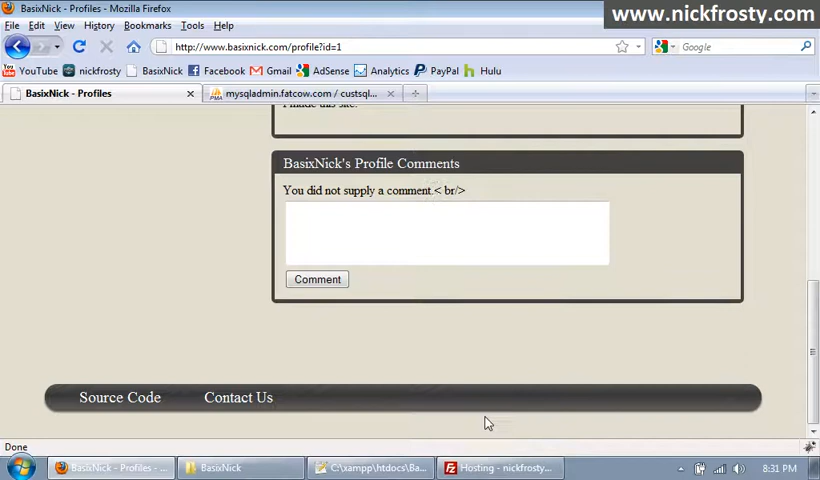 BasixNick - Profiles - Mozilla Firefox
www.nickfrosty.com
File Edit View History Bookmarks Tools Help
http://www.basixnick.com/profile?id=1
Google
YouTube nickfrosty BasixNick Facebook Gmail AdSense Analytics PayPal Hulu
BasixNick - Profiles
mysqladmin.fatcow.com / custsql...
I made this site.
BasixNick's Profile Comments
You did not supply a comment.< br/>
Comment
Source Code Contact Us
Done
BasixNick - Profiles - ...
BasixNick
C:\xampp\htdocs\Ba...
Hosting - nickfrosty...
8:31 PM